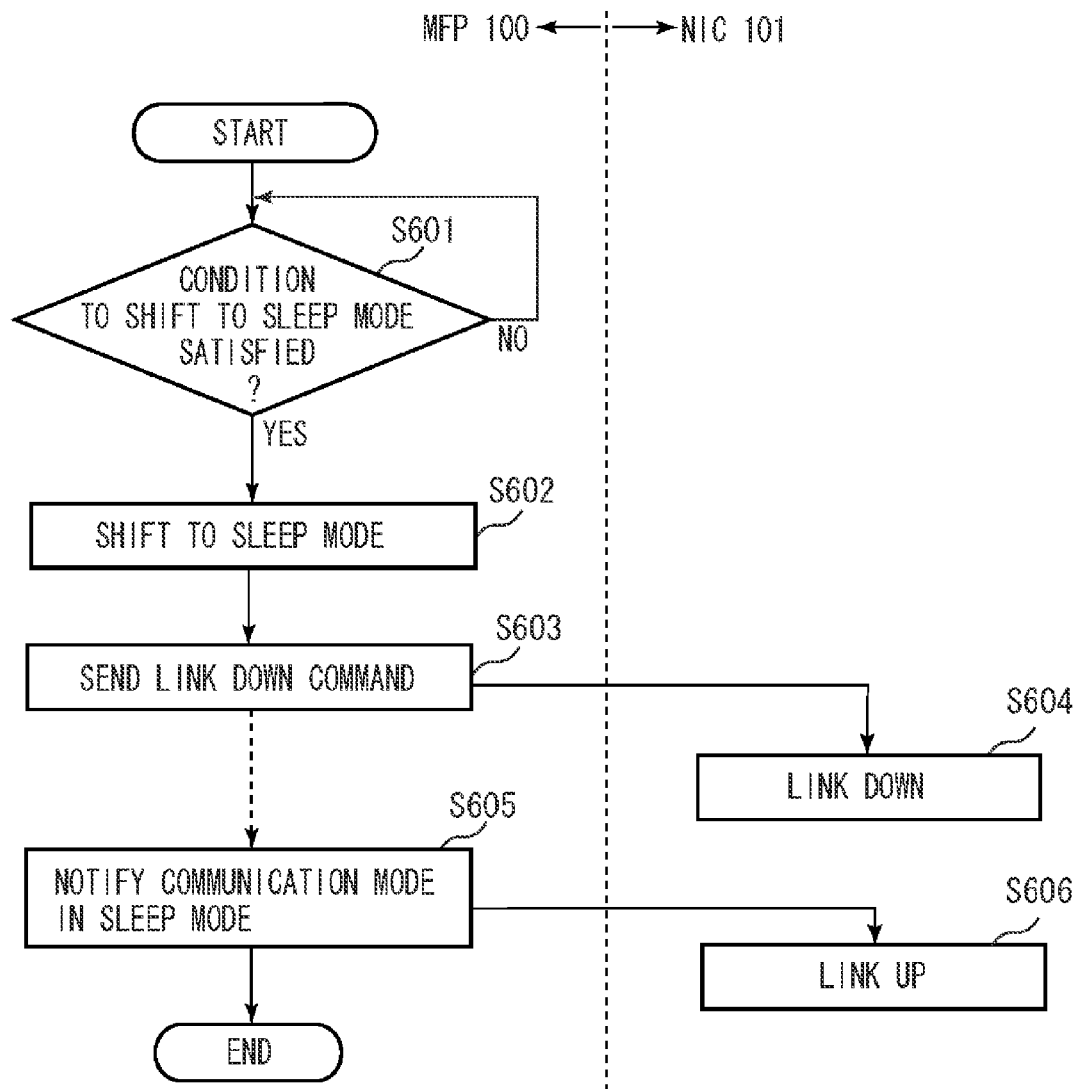 MFP 100
NIC 101
START
S601
CONDITION
TO SHIFT TO SLEEP MODE
SATISFIED
?
NO
YES
S602
SHIFT TO SLEEP MODE
S603
SEND LINK DOWN COMMAND
S604
LINK DOWN
S605
NOTIFY COMMUNICATION MODE
IN SLEEP MODE
S606
LINK UP
END